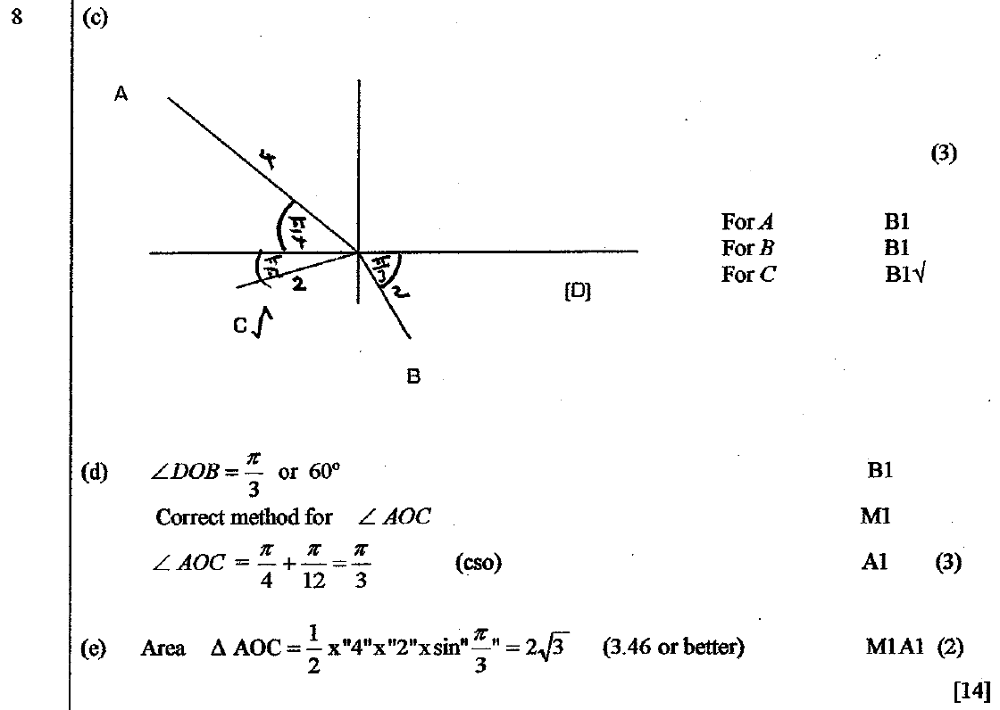 8 (c)
A
4
(3)
π/4
For A B1
For B B1
For C B1√
π/12
π/3
2
2
[D]
C √
B
(d) ∠DOB = π/3 or 60° B1
Correct method for ∠ AOC M1
∠ AOC = π/4 + π/12 = π/3 (cso) A1 (3)
(e) Area Δ AOC = 1/2 x "4" x "2" x sin" π/3 " = 2√3 (3.46 or better) M1A1 (2)
[14]